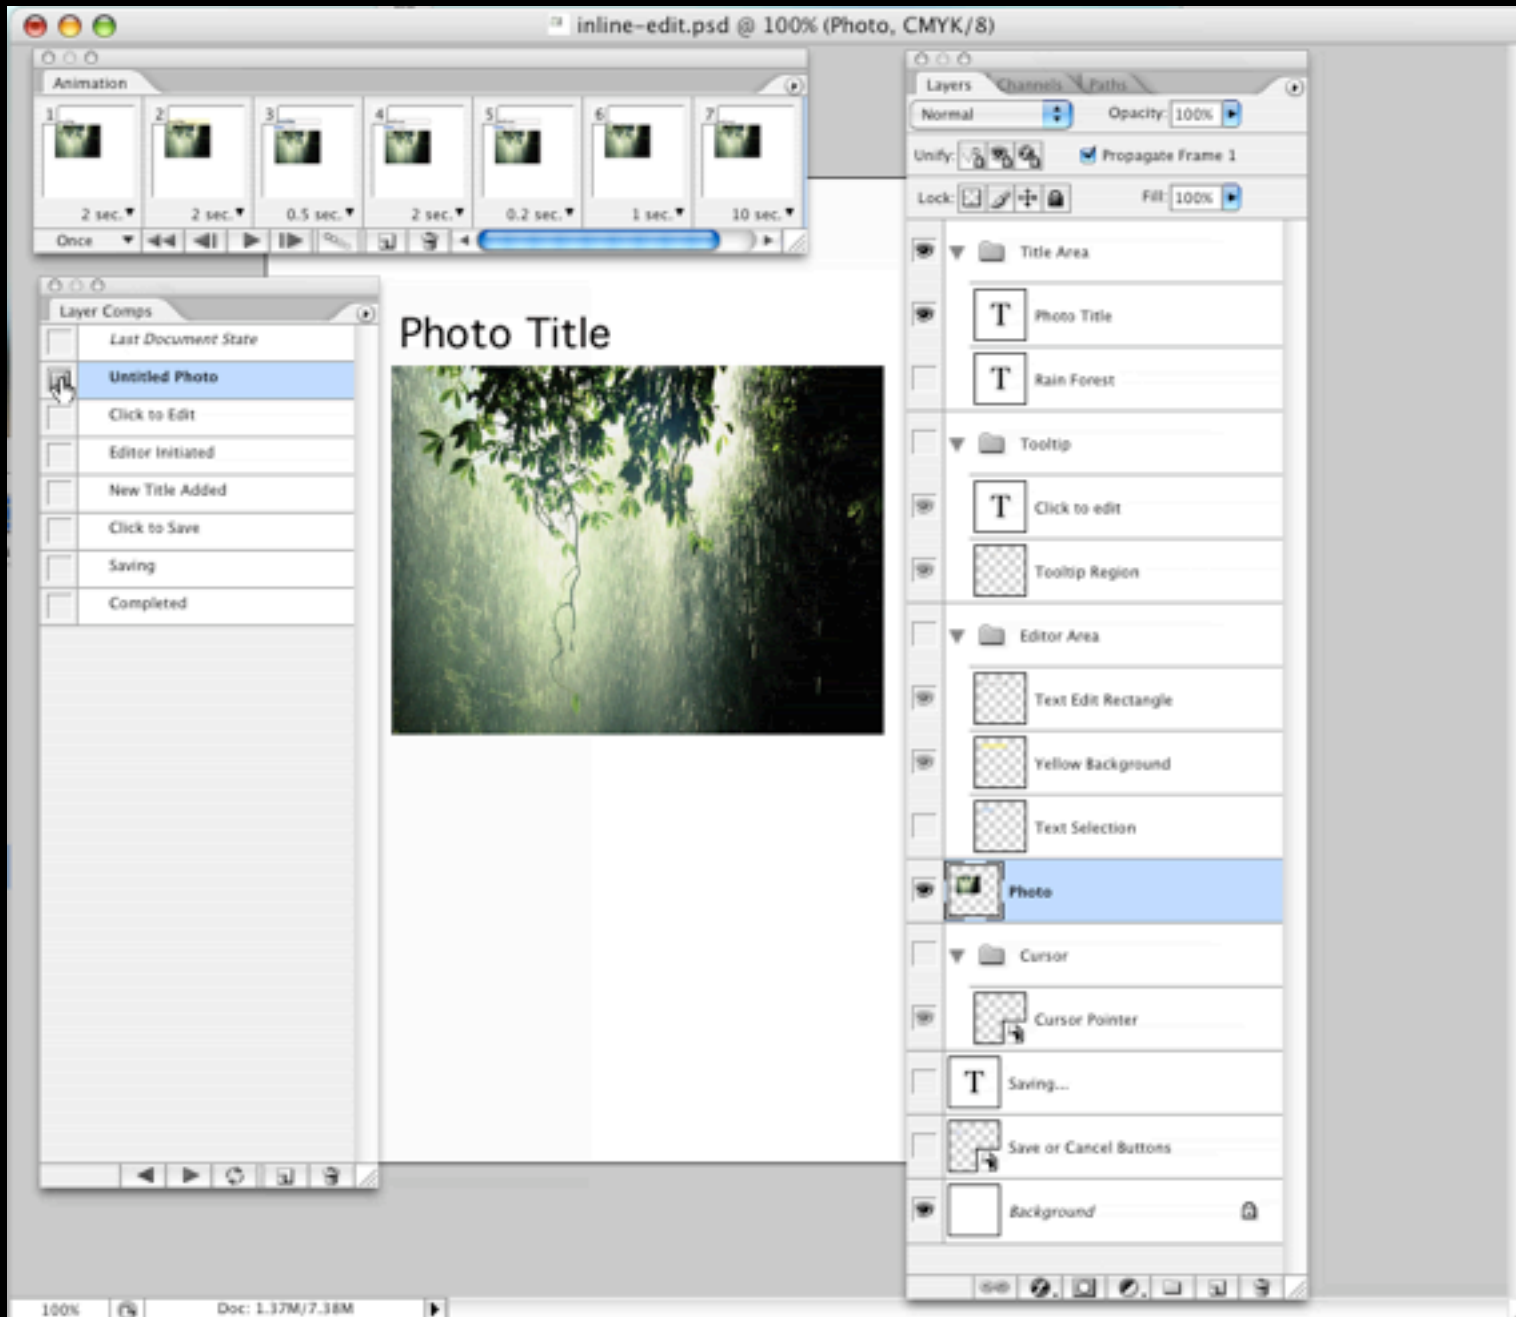 inline-edit.psd @ 100% (Photo, CMYK/8)
Animation
1 2 3 4 5 6 7
2 sec. 2 sec. 0.5 sec. 2 sec. 0.2 sec. 1 sec. 10 sec.
Once
Layer Comps
Last Document State
Untitled Photo
Click to Edit
Editor Initiated
New Title Added
Click to Save
Saving
Completed
Photo Title
Layers Channels Paths
Normal Opacity: 100%
Unify: Propagate Frame 1
Lock: Fill: 100%
Title Area
T Photo Title
T Rain Forest
Tooltip
T Click to edit
Tooltip Region
Editor Area
Text Edit Rectangle
Yellow Background
Text Selection
Photo
Cursor
Cursor Pointer
T Saving...
Save or Cancel Buttons
Background
100% Doc: 1.37M/7.38M